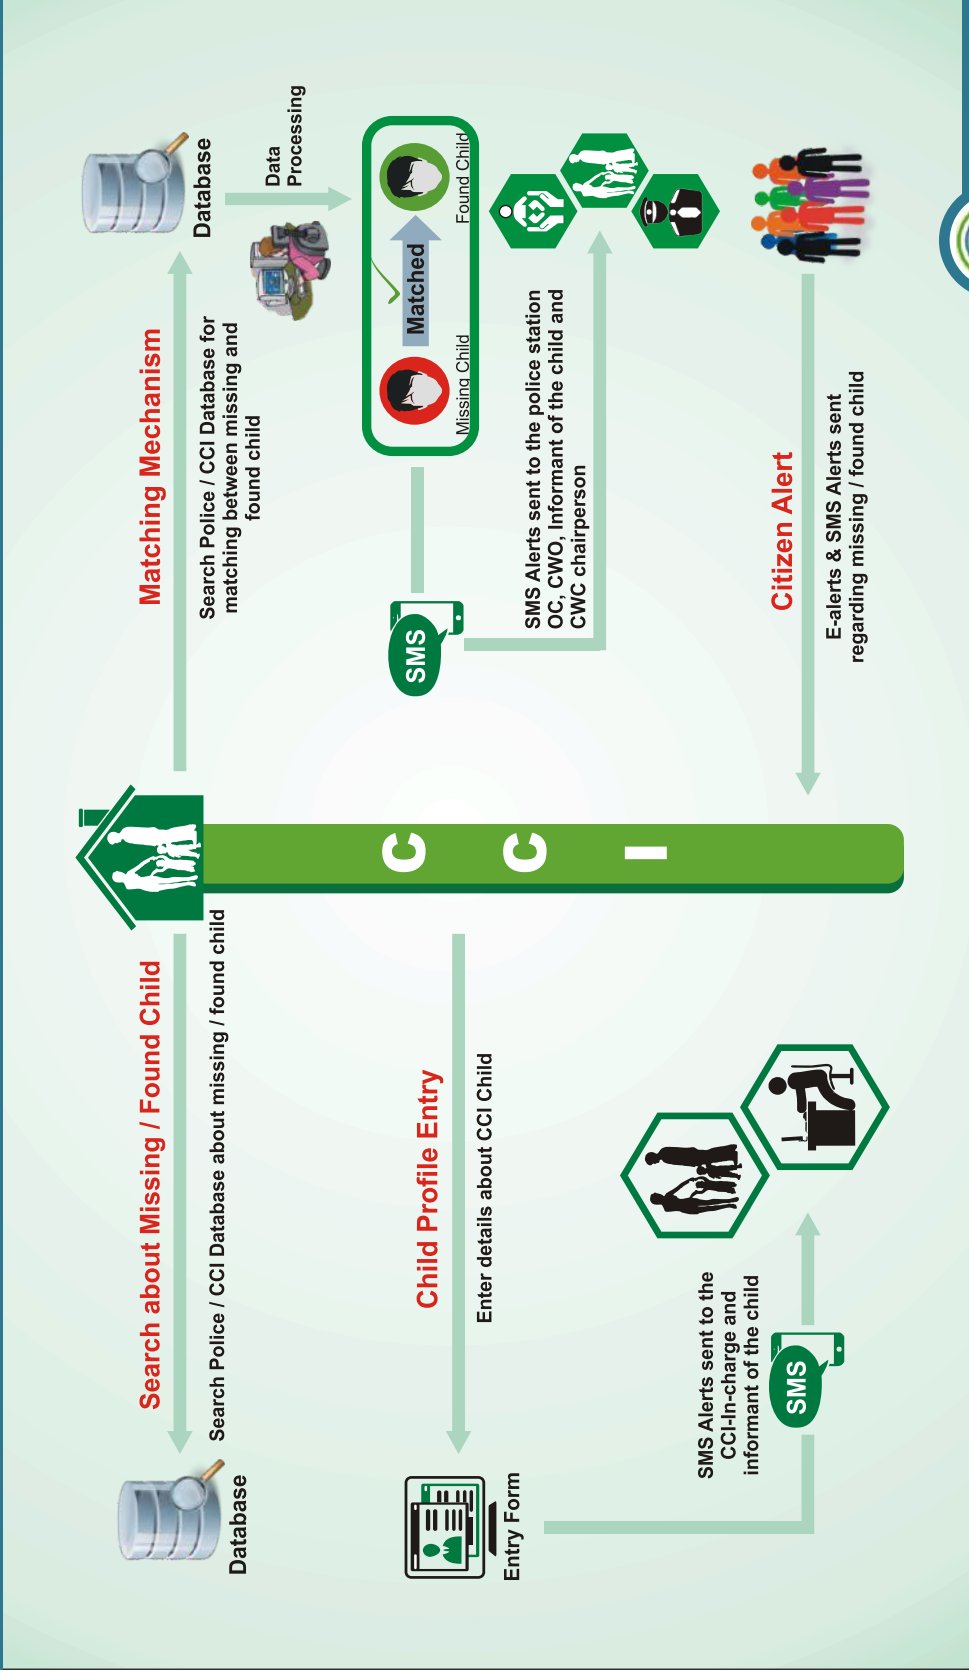 Search about Missing / Found Child
Search Police / CCI Database about missing / found child
Database
Child Profile Entry
Enter details about CCI Child
Entry Form
SMS Alerts sent to the
CCI-In-charge and
informant of the child
SMS
C
C
I
Matching Mechanism
Search Police / CCI Database for
matching between missing and
found child
Database
Data
Processing
Missing Child
Matched
Found Child
SMS
SMS Alerts sent to the police station
OC, CWO, Informant of the child and
CWC chairperson
Citizen Alert
E-alerts & SMS Alerts sent
regarding missing / found child